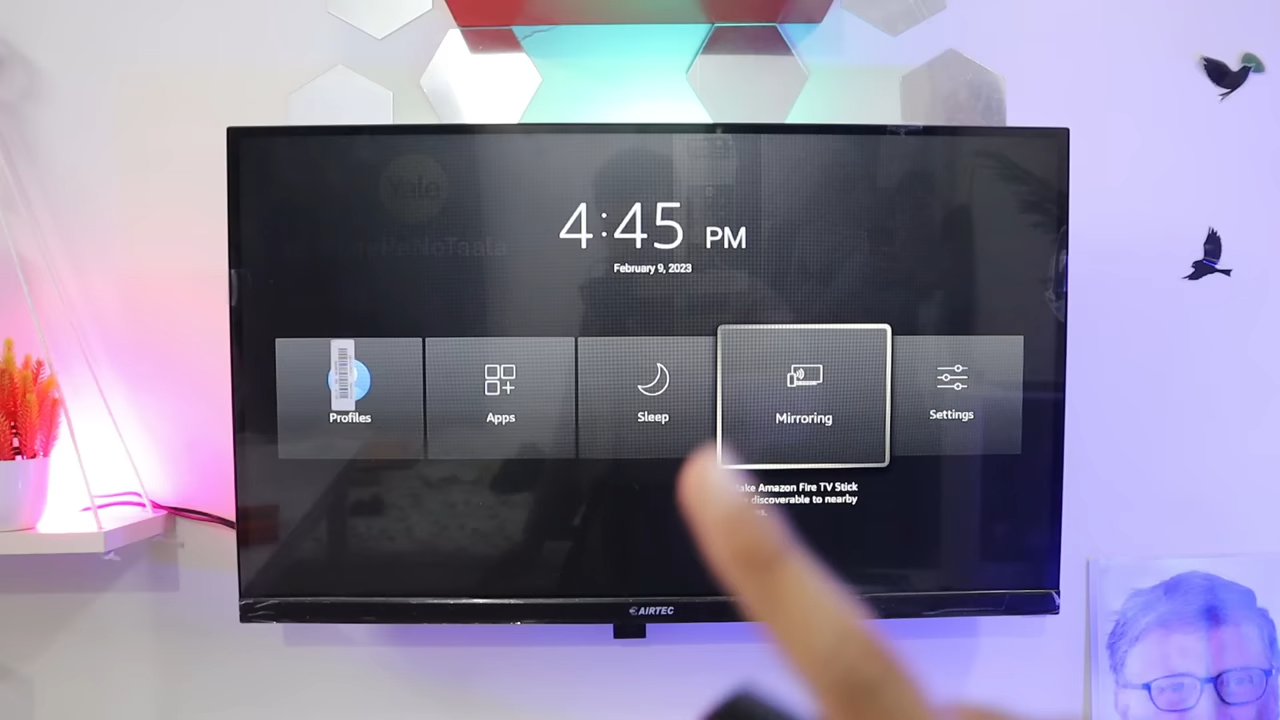 Yale
4:45 PM
February 9, 2023
Profiles
Apps
Sleep
Mirroring
Settings
Amazon Fire TV Stick
discoverable to nearby
AIRTEC